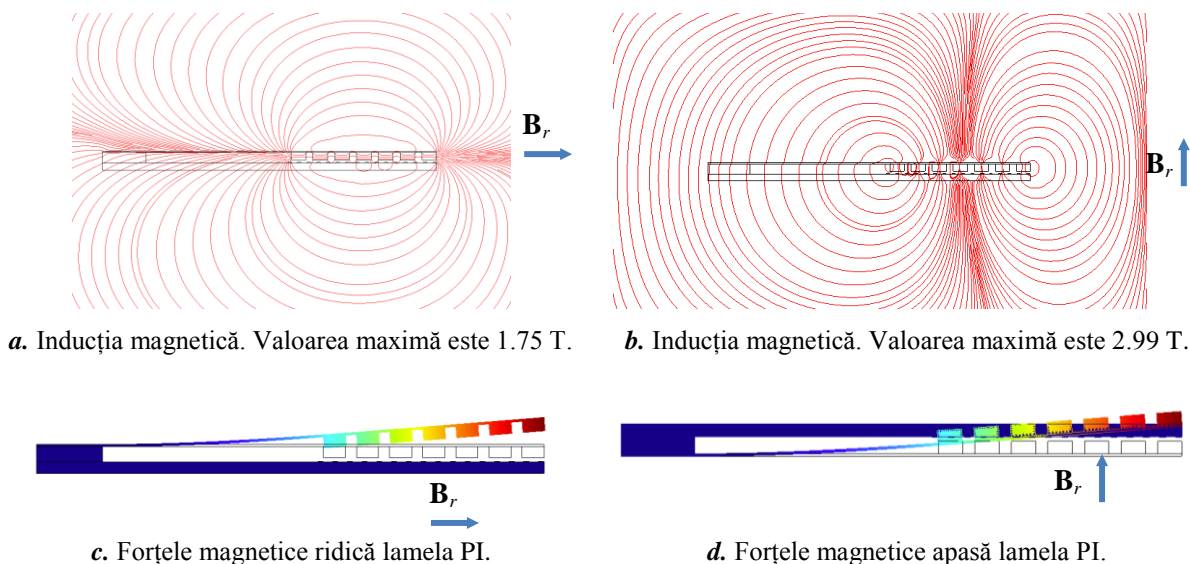 B_r
B_r
a. Inducția magnetică. Valoarea maximă este 1.75 T.
b. Inducția magnetică. Valoarea maximă este 2.99 T.
B_r
B_r
c. Forțele magnetice ridică lamela PI.
d. Forțele magnetice apasă lamela PI.